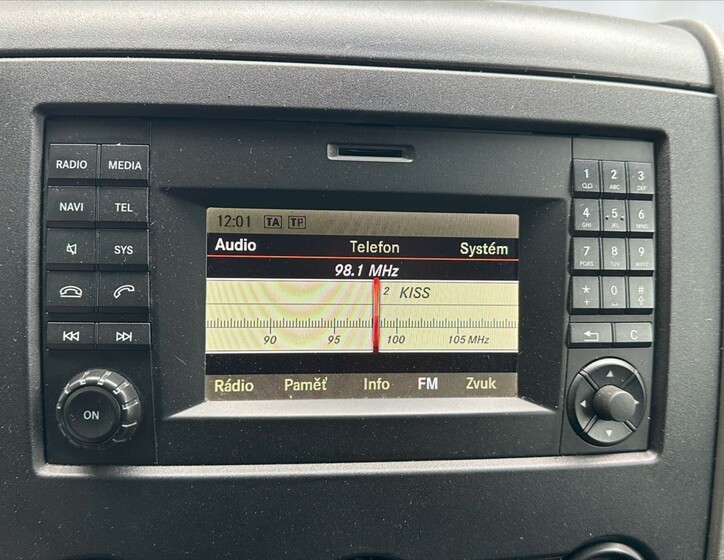 RADIO MEDIA
NAVI TEL
SYS
ON
12:01 TA TP
Audio Telefon Systém
98.1 MHz
2 KISS
90 95 100 105 MHz
Rádio Paměť Info FM Zvuk
1 2 ABC 3 DEF
4 GHI 5 JKL 6 MNO
7 PQRS 8 TUV 9 WXYZ
* + 0 #
C